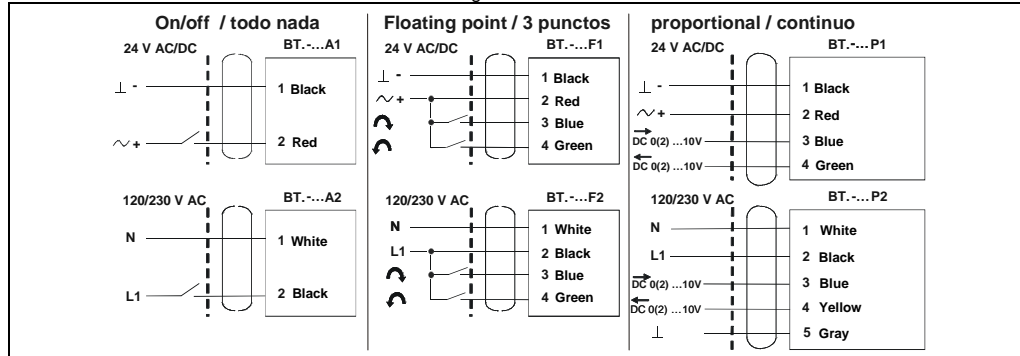 On/off / todo nada
24 V AC/DC BT.-...A1
⊥ - 1 Black
~ + 2 Red
120/230 V AC BT.-...A2
N 1 White
L1 2 Black
Floating point / 3 punctos
24 V AC/DC BT.-...F1
⊥ - 1 Black
~ + 2 Red
3 Blue
4 Green
120/230 V AC BT.-...F2
N 1 White
L1 2 Black
3 Blue
4 Green
proportional / continuo
24 V AC/DC BT.-...P1
⊥ - 1 Black
~ + 2 Red
DC 0(2) ...10V 3 Blue
DC 0(2) ...10V 4 Green
120/230 V AC BT.-...P2
N 1 White
L1 2 Black
DC 0(2) ...10V 3 Blue
DC 0(2) ...10V 4 Yellow
⊥ 5 Gray